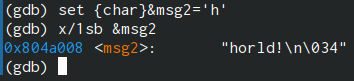 (gdb) set {char}&msg2='h'
(gdb) x/1sb &msg2
0x804a008 <msg2>:        "horld!\n\034"
(gdb)